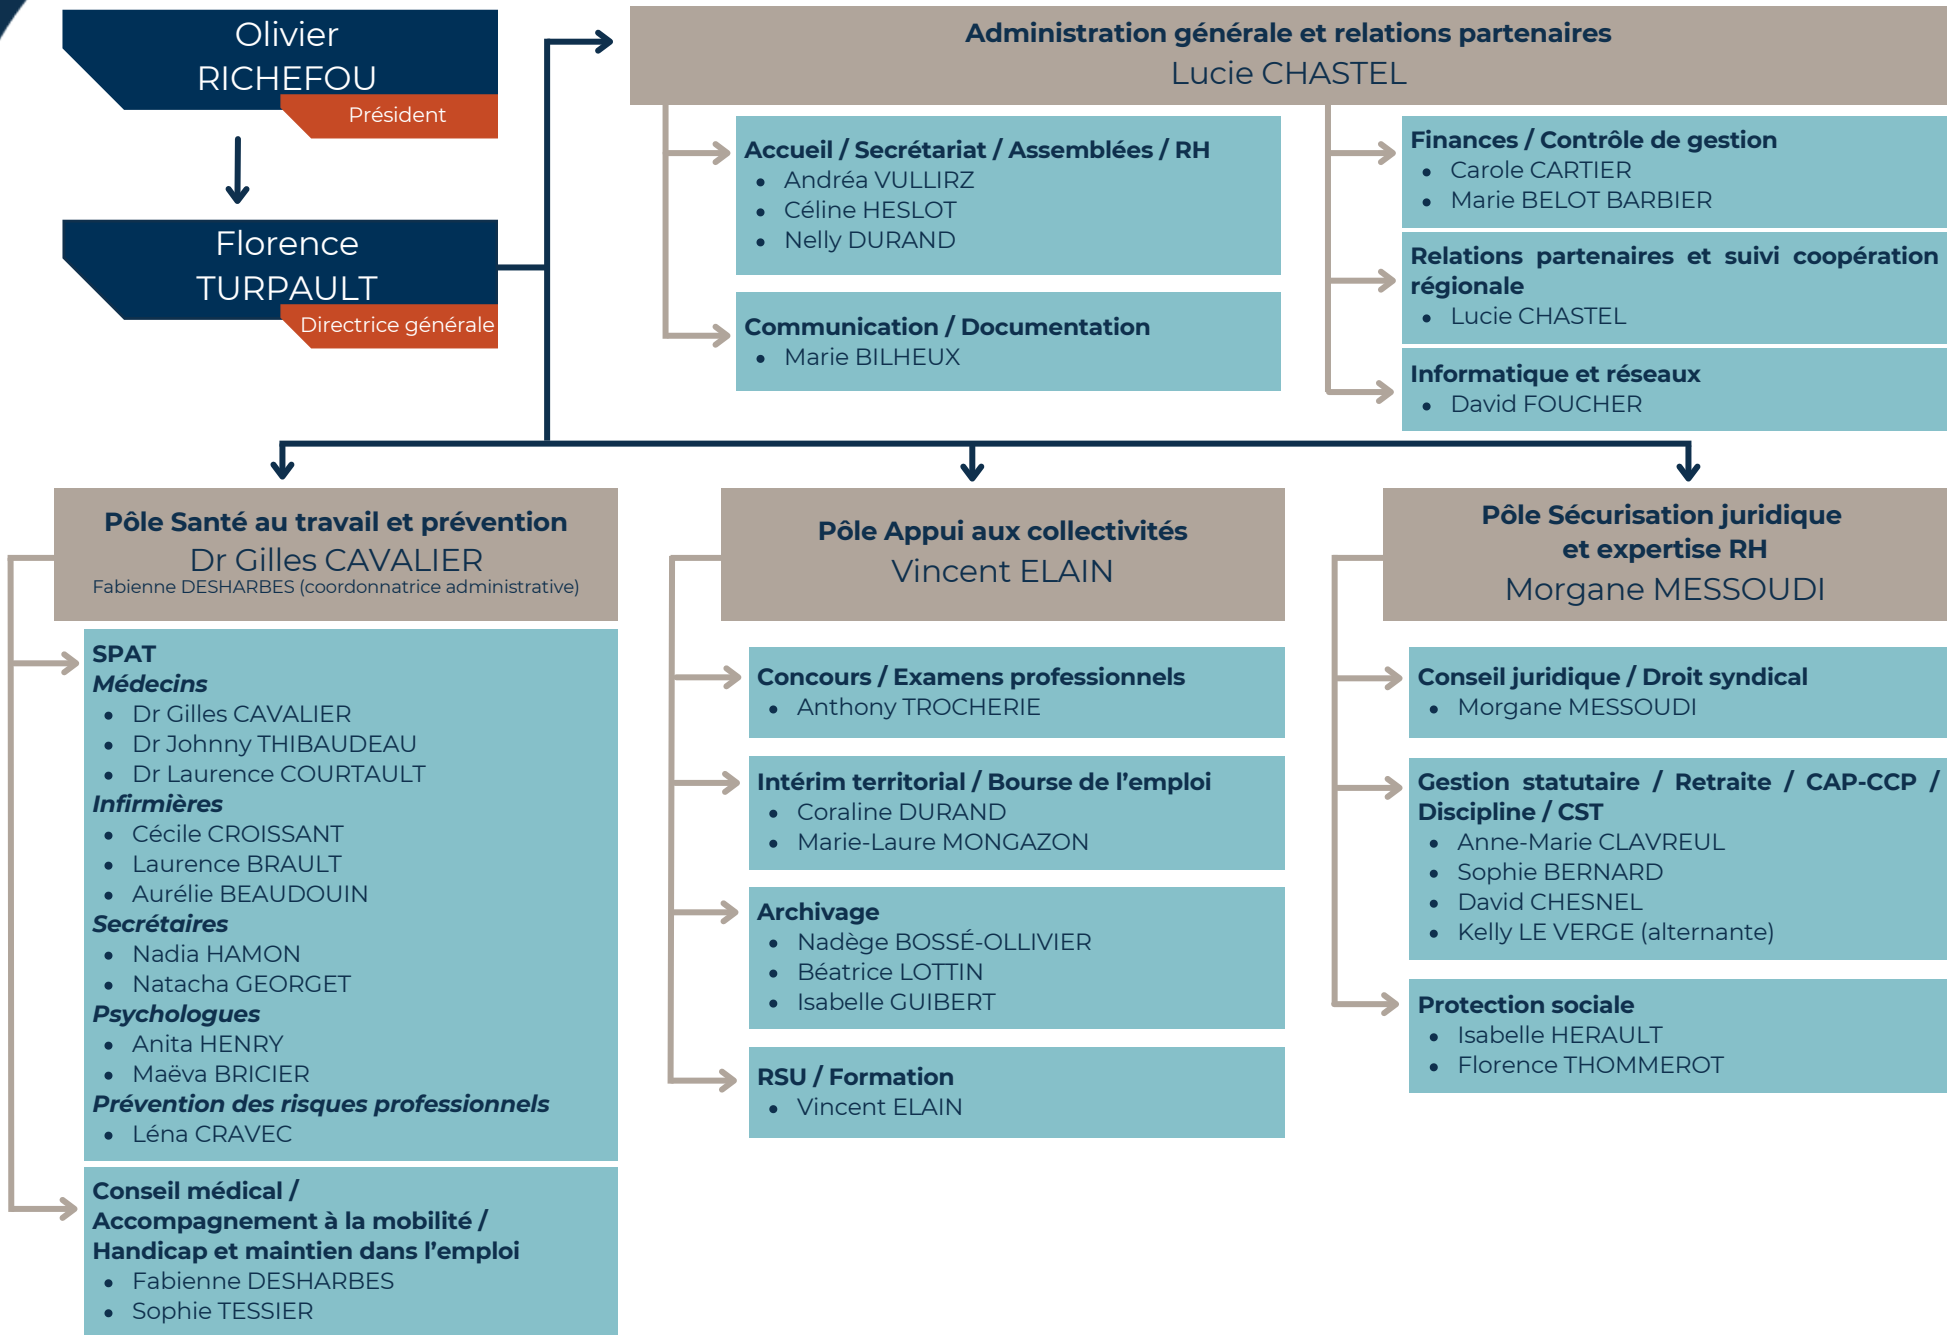 Olivier
RICHEFOU
Président
Florence
TURPAULT
Directrice générale
Administration générale et relations partenaires
Lucie CHASTEL
Accueil / Secrétariat / Assemblées / RH
• Andréa VULLIRZ
• Céline HESLOT
• Nelly DURAND
Communication / Documentation
• Marie BILHEUX
Finances / Contrôle de gestion
• Carole CARTIER
• Marie BELOT BARBIER
Relations partenaires et suivi coopération
régionale
• Lucie CHASTEL
Informatique et réseaux
• David FOUCHER
Pôle Santé au travail et prévention
Dr Gilles CAVALIER
Fabienne DESHARBES (coordonnatrice administrative)
SPAT
Médecins
• Dr Gilles CAVALIER
• Dr Johnny THIBAUDEAU
• Dr Laurence COURTAULT
Infirmières
• Cécile CROISSANT
• Laurence BRAULT
• Aurélie BEAUDOUIN
Secrétaires
• Nadia HAMON
• Natacha GEORGET
Psychologues
• Anita HENRY
• Maëva BRICIER
Prévention des risques professionnels
• Léna CRAVEC
Conseil médical /
Accompagnement à la mobilité /
Handicap et maintien dans l’emploi
• Fabienne DESHARBES
• Sophie TESSIER
Pôle Appui aux collectivités
Vincent ELAIN
Concours / Examens professionnels
• Anthony TROCHERIE
Intérim territorial / Bourse de l’emploi
• Coraline DURAND
• Marie-Laure MONGAZON
Archivage
• Nadège BOSSÉ-OLLIVIER
• Béatrice LOTTIN
• Isabelle GUIBERT
RSU / Formation
• Vincent ELAIN
Pôle Sécurisation juridique
et expertise RH
Morgane MESSOUDI
Conseil juridique / Droit syndical
• Morgane MESSOUDI
Gestion statutaire / Retraite / CAP-CCP /
Discipline / CST
• Anne-Marie CLAVREUL
• Sophie BERNARD
• David CHESNEL
• Kelly LE VERGE (alternante)
Protection sociale
• Isabelle HERAULT
• Florence THOMMEROT